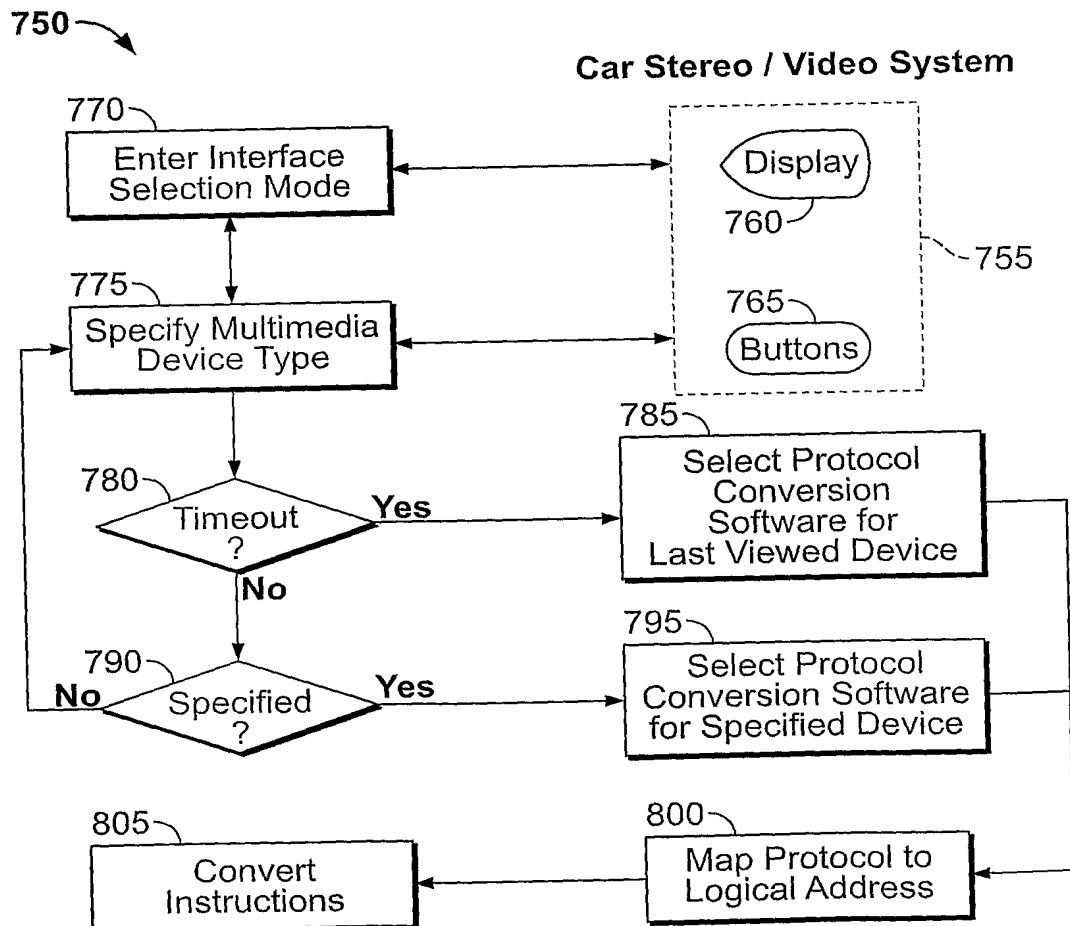 750
Car Stereo / Video System
770
Enter Interface
Selection Mode
Display
760
755
775
Specify Multimedia
Device Type
765
Buttons
785
Select Protocol
Conversion
Software for
Last Viewed Device
780
Timeout
?
Yes
No
795
Select Protocol
Conversion Software
for Specified Device
790
No
Specified
?
Yes
805
Convert
Instructions
800
Map Protocol to
Logical Address